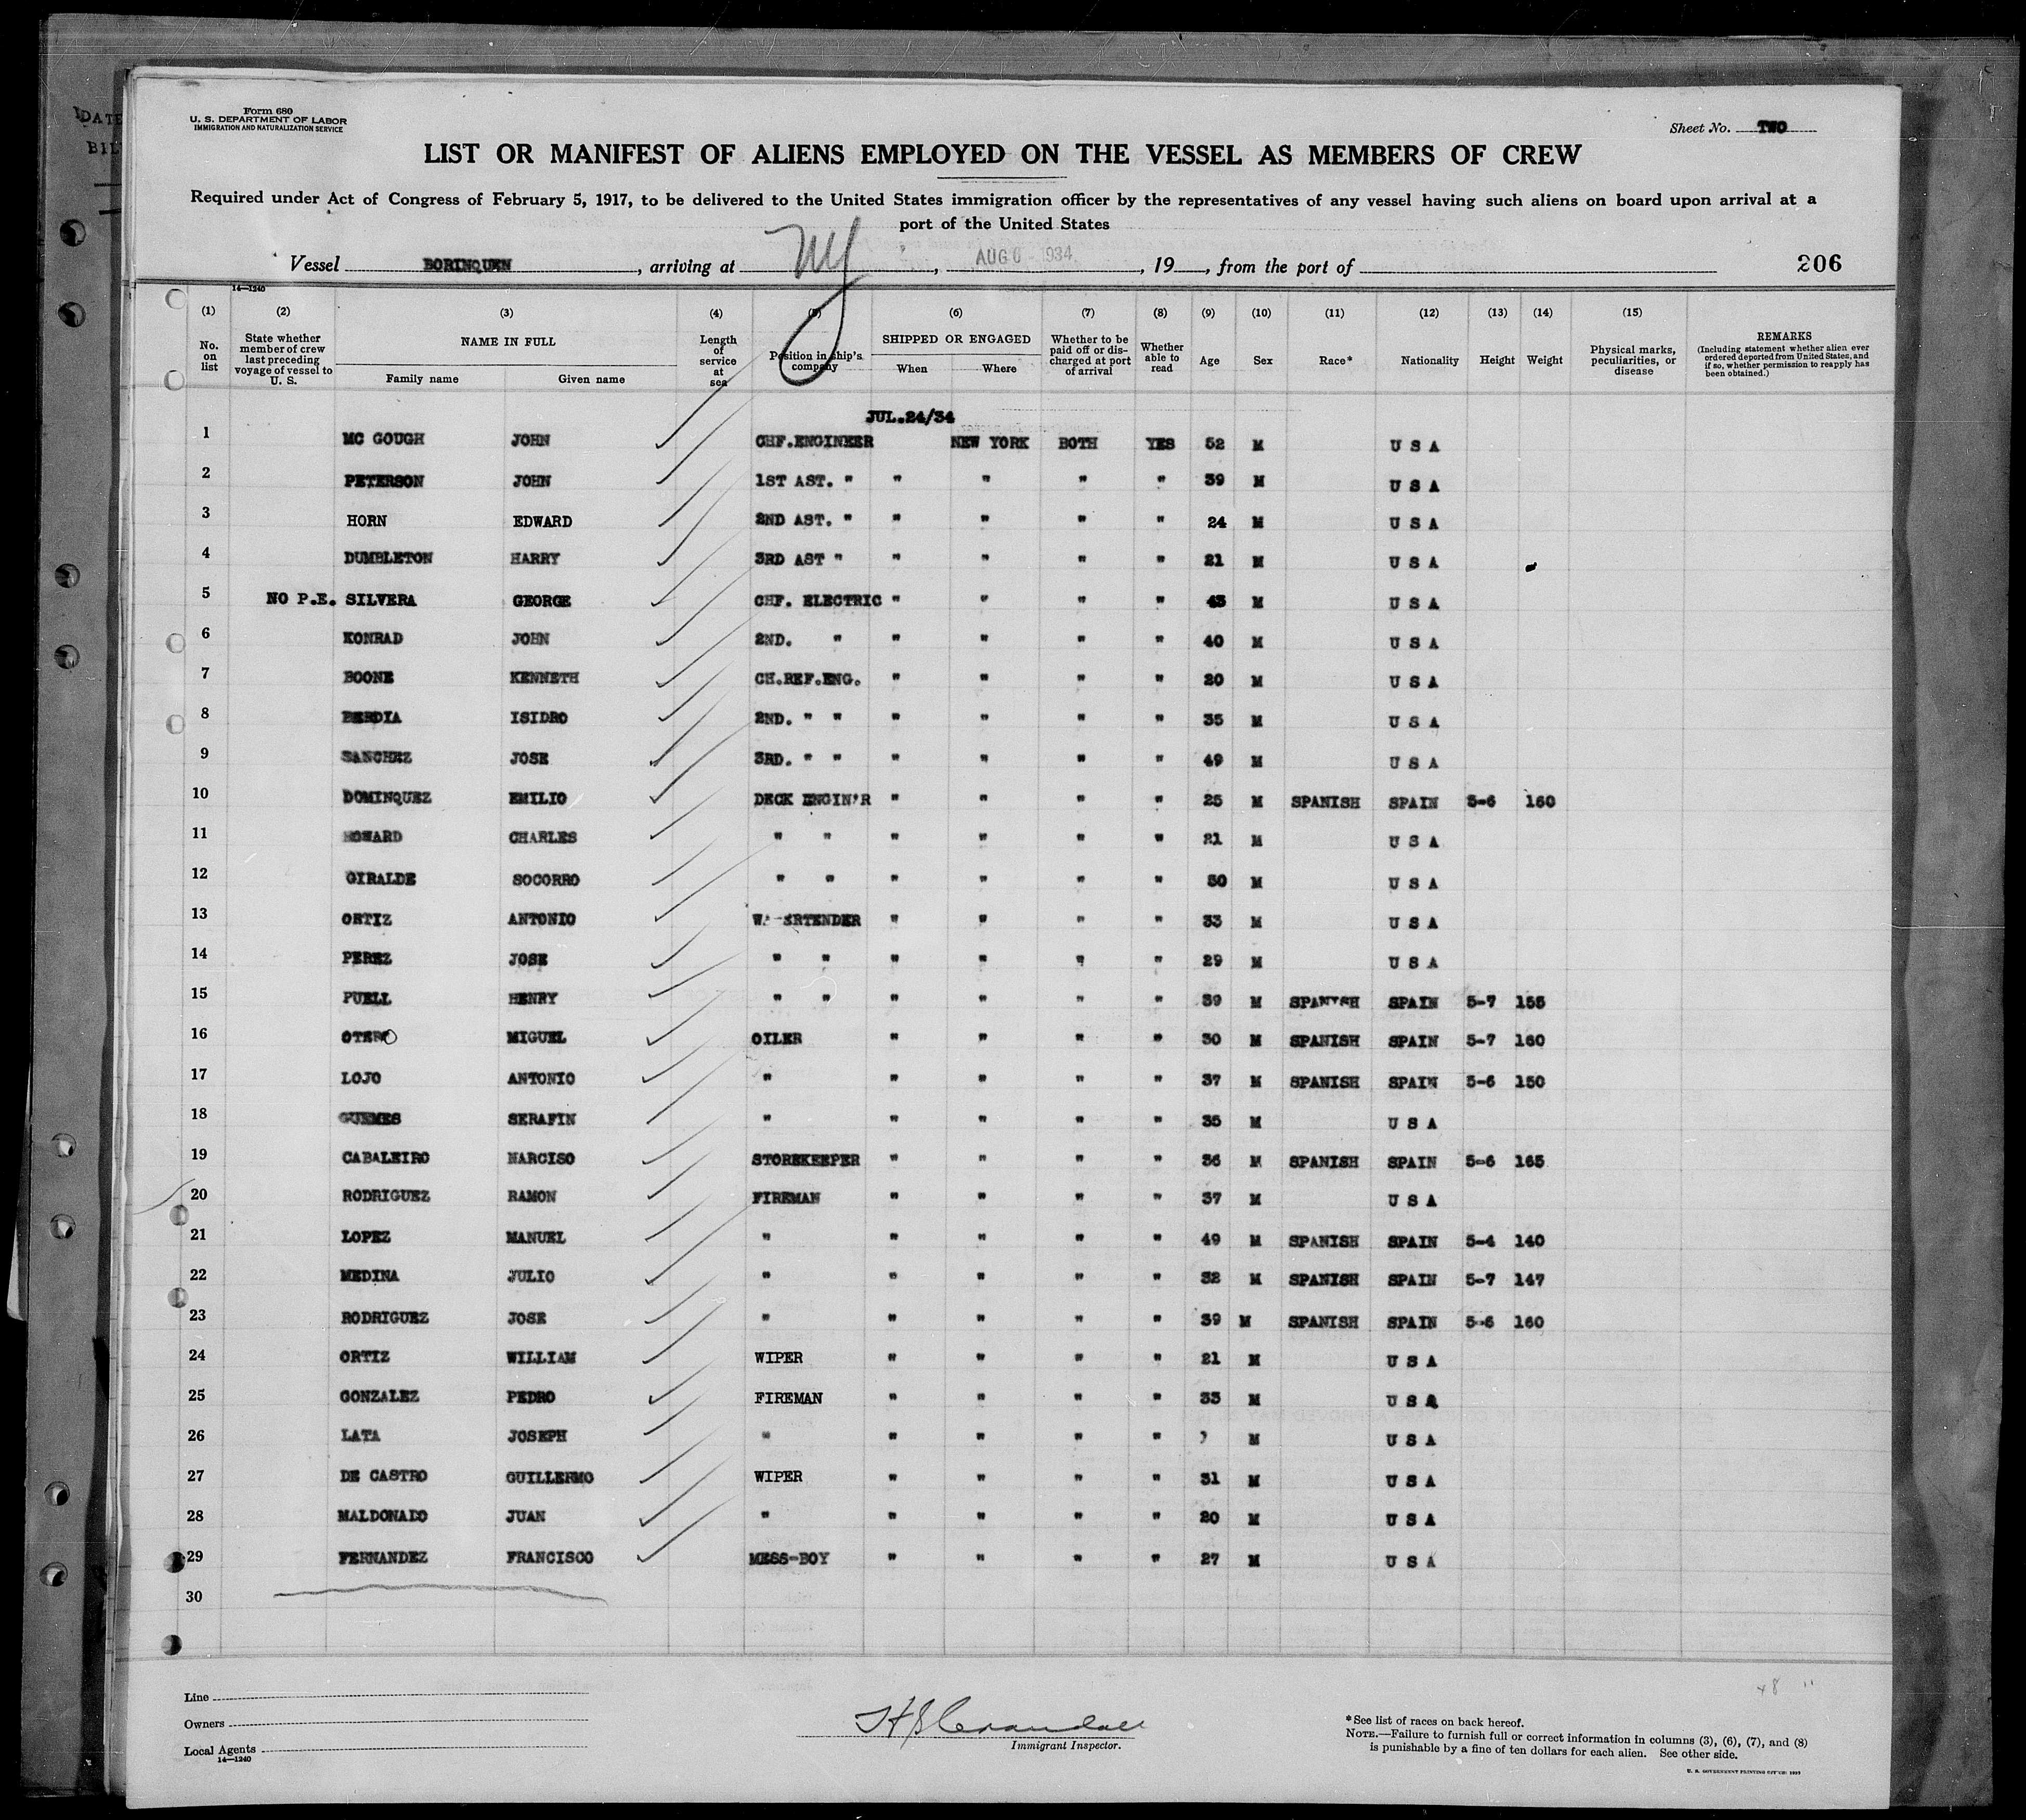 DATE
BIL
Form 680
U. S. DEPARTMENT OF LABOR
IMMIGRATION AND NATURALIZATION SERVICE
Sheet No. TWO
LIST OR MANIFEST OF ALIENS EMPLOYED ON THE VESSEL AS MEMBERS OF CREW
Required under Act of Congress of February 5, 1917, to be delivered to the United States immigration officer by the representatives of any vessel having such aliens on board upon arrival at a
port of the United States
Vessel BORINQUEN, arriving at NY, AUG 1934, 19, from the port of 206
14—1240
(1) (2) (3) (4) (5) (6) (7) (8) (9) (10) (11) (12) (13) (14) (15)
No. on list
State whether member of crew last preceding voyage of vessel to U. S.
NAME IN FULL
Family name Given name
Length of service at sea
Position in ship's company
SHIPPED OR ENGAGED
When Where
Whether to be paid off or discharged at port of arrival
Whether able to read
Age Sex Race* Nationality Height Weight
Physical marks, peculiarities, or disease
REMARKS
(Including statement whether alien ever ordered deported from United States, and if so, whether permission to reapply has been obtained.)
JUL.24/34
1 MC GOUGH JOHN CHF.ENGINEER NEW YORK BOTH YES 52 M U S A
2 PETERSON JOHN 1ST AST. " " " " " 39 M U S A
3 HORN EDWARD 2ND AST. " " " " " 24 M U S A
4 DUMBLETON HARRY 3RD AST " " " " " 21 M U S A
5 NO P.E. SILVERA GEORGE CHF. ELECTRIC " " " " 43 M U S A
6 KONRAD JOHN 2ND. " " " " " 40 M U S A
7 BOONE KENNETH CH.REF.ENG. " " " " 20 M U S A
8 BERDIA ISIDRO 2ND. " " " " " " 35 M U S A
9 SANCHEZ JOSE 3RD. " " " " " " 49 M U S A
10 DOMINQUEZ EMILIO DECK ENGIN'R " " " " 25 M SPANISH SPAIN 5-6 160
11 HOWARD CHARLES " " " " " " 21 M U S A
12 GIRALDE SOCORRO " " " " " " 30 M U S A
13 ORTIZ ANTONIO " " " " 33 M U S A
14 PEREZ JOSE " " " " " " 29 M U S A
15 PUELL HENRY " " " " " " 39 M SPANISH SPAIN 5-7 155
16 OTERO MIGUEL OILER " " " " 30 M SPANISH SPAIN 5-7 160
17 LOJO ANTONIO " " " " " 37 M SPANISH SPAIN 5-6 150
18 GUEMES SERAFIN " " " " " 35 M U S A
19 CABALEIRO NARCISO STOREKEEPER " " " " 36 M SPANISH SPAIN 5-6 165
20 RODRIGUEZ RAMON FIREMAN " " " " 37 M U S A
21 LOPEZ MANUEL " " " " " 49 M SPANISH SPAIN 5-4 140
22 MEDINA JULIO " " " " " 32 M SPANISH SPAIN 5-7 147
23 RODRIGUEZ JOSE " " " " " 39 M SPANISH SPAIN 5-6 160
24 ORTIZ WILLIAM WIPER " " " " 21 M U S A
25 GONZALEZ PEDRO FIREMAN " " " " 33 M U S A
26 LATA JOSEPH " " " " " M U S A
27 DE CASTRO GUILLERMO WIPER " " " " 31 M U S A
28 MALDONADO JUAN " " " " " 20 M U S A
29 FERNANDEZ FRANCISCO MESS-BOY " " " " 27 M U S A
30
Line
Owners
Local Agents
14—1240
H S Crandall
Immigrant Inspector.
*See list of races on back hereof.
NOTE.—Failure to furnish full or correct information in columns (3), (6), (7), and (8)
is punishable by a fine of ten dollars for each alien. See other side.
U. S. GOVERNMENT PRINTING OFFICE: 1933